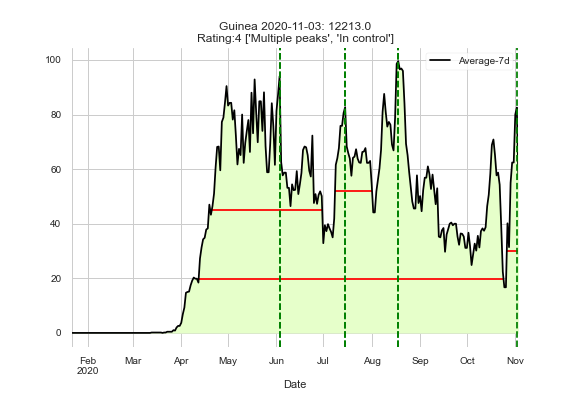 Guinea 2020-11-03: 12213.0
Rating:4 ['Multiple peaks', 'In control']
Average-7d
100
80
60
40
20
0
Feb Mar Apr May Jun Jul Aug Sep Oct Nov
2020
Date